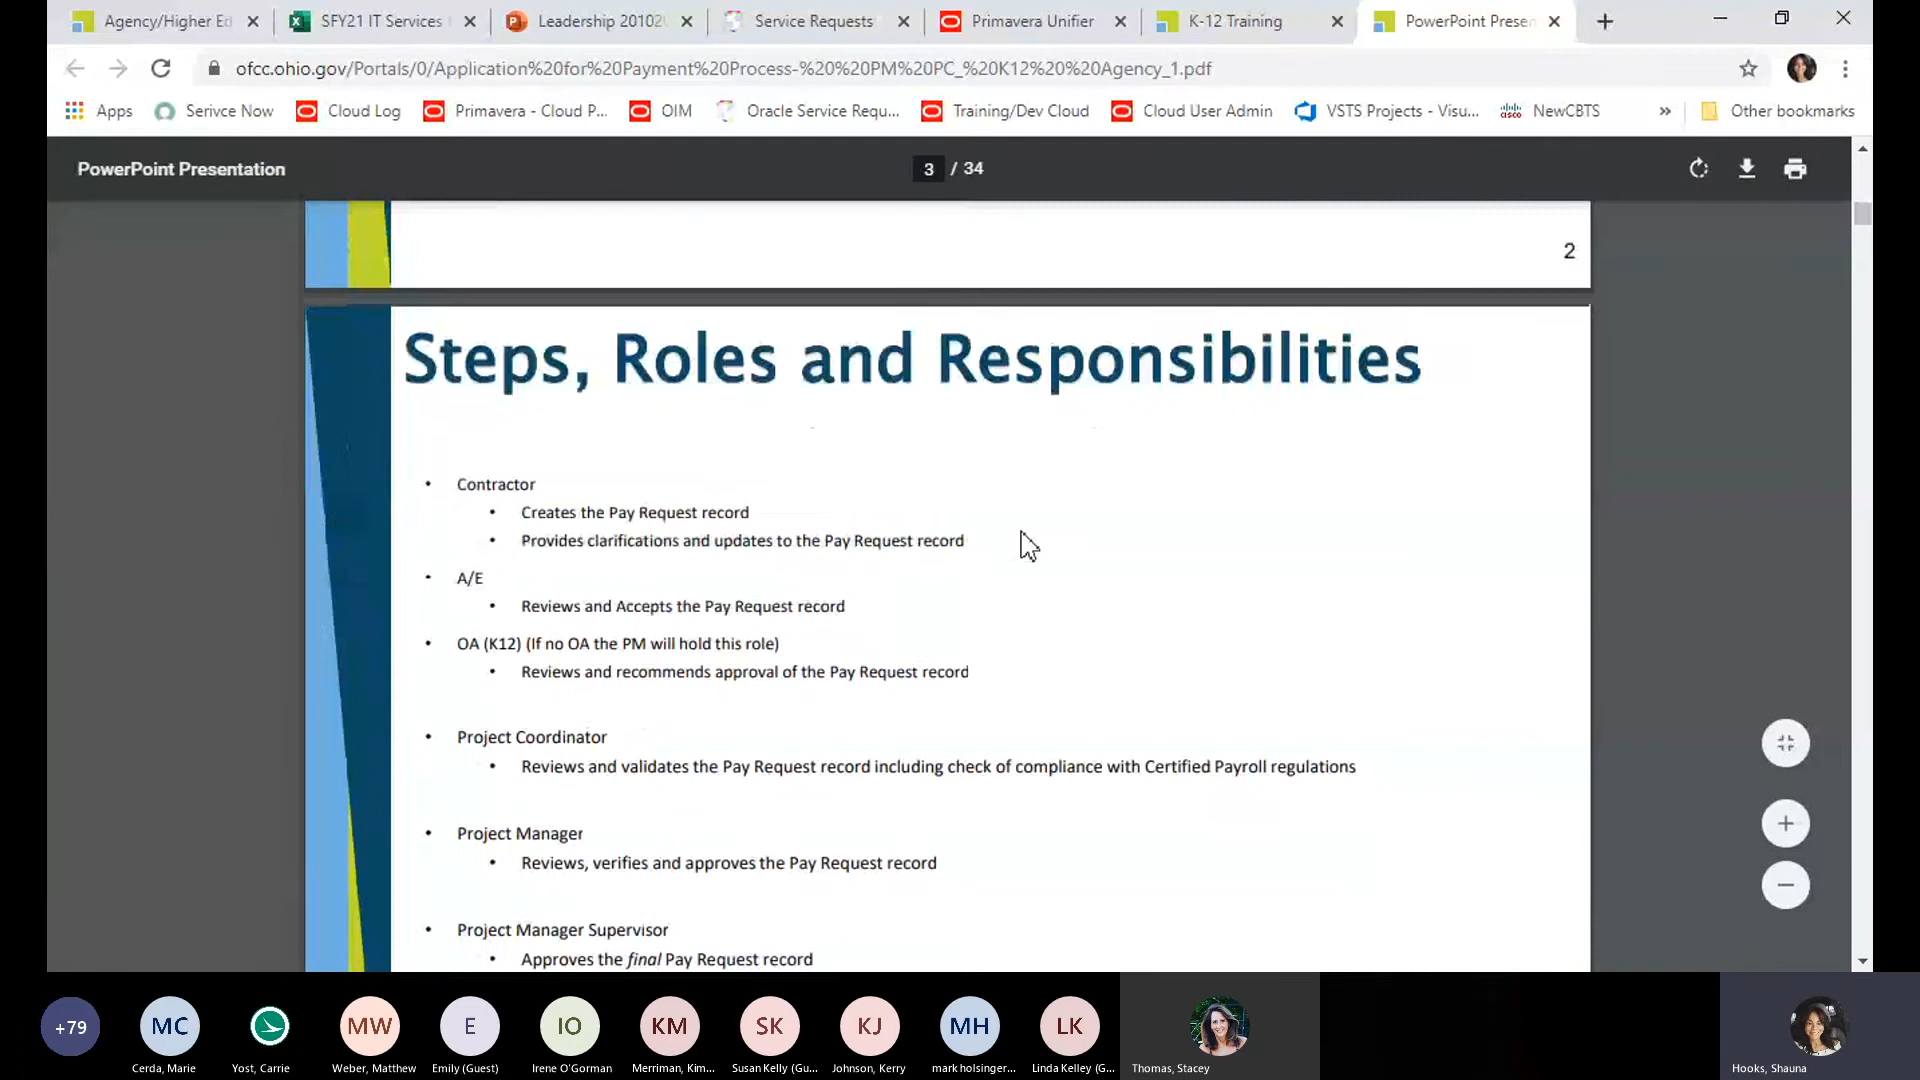 Agency/Higher Ed
SFY21 IT Services
Leadership 20102
Service Requests
Primavera Unifier
K-12 Training
PowerPoint Presen
ofcc.ohio.gov/Portals/0/Application%20for%20Payment%20Process-%20%20PM%20PC_%20K12%20%20Agency_1.pdf
Apps
Serivce Now
Cloud Log
Primavera - Cloud P...
OIM
Oracle Service Requ...
Training/Dev Cloud
Cloud User Admin
VSTS Projects - Visu...
cisco
NewCBTS
»
Other bookmarks
PowerPoint Presentation
3 / 34
2
Steps, Roles and Responsibilities
• Contractor
• Creates the Pay Request record
• Provides clarifications and updates to the Pay Request record
• A/E
• Reviews and Accepts the Pay Request record
• OA (K12) (If no OA the PM will hold this role)
• Reviews and recommends approval of the Pay Request record
• Project Coordinator
• Reviews and validates the Pay Request record including check of compliance with Certified Payroll regulations
• Project Manager
• Reviews, verifies and approves the Pay Request record
• Project Manager Supervisor
• Approves the final Pay Request record
+79
MC
MW
E
IO
KM
SK
KJ
MH
LK
Cerda, Marie
Yost, Carrie
Weber, Matthew
Emily (Guest)
Irene O'Gorman
Merriman, Kim...
Susan Kelly (Gu...
Johnson, Kerry
mark holsinger...
Linda Kelley (G...
Thomas, Stacey
Hooks, Shauna